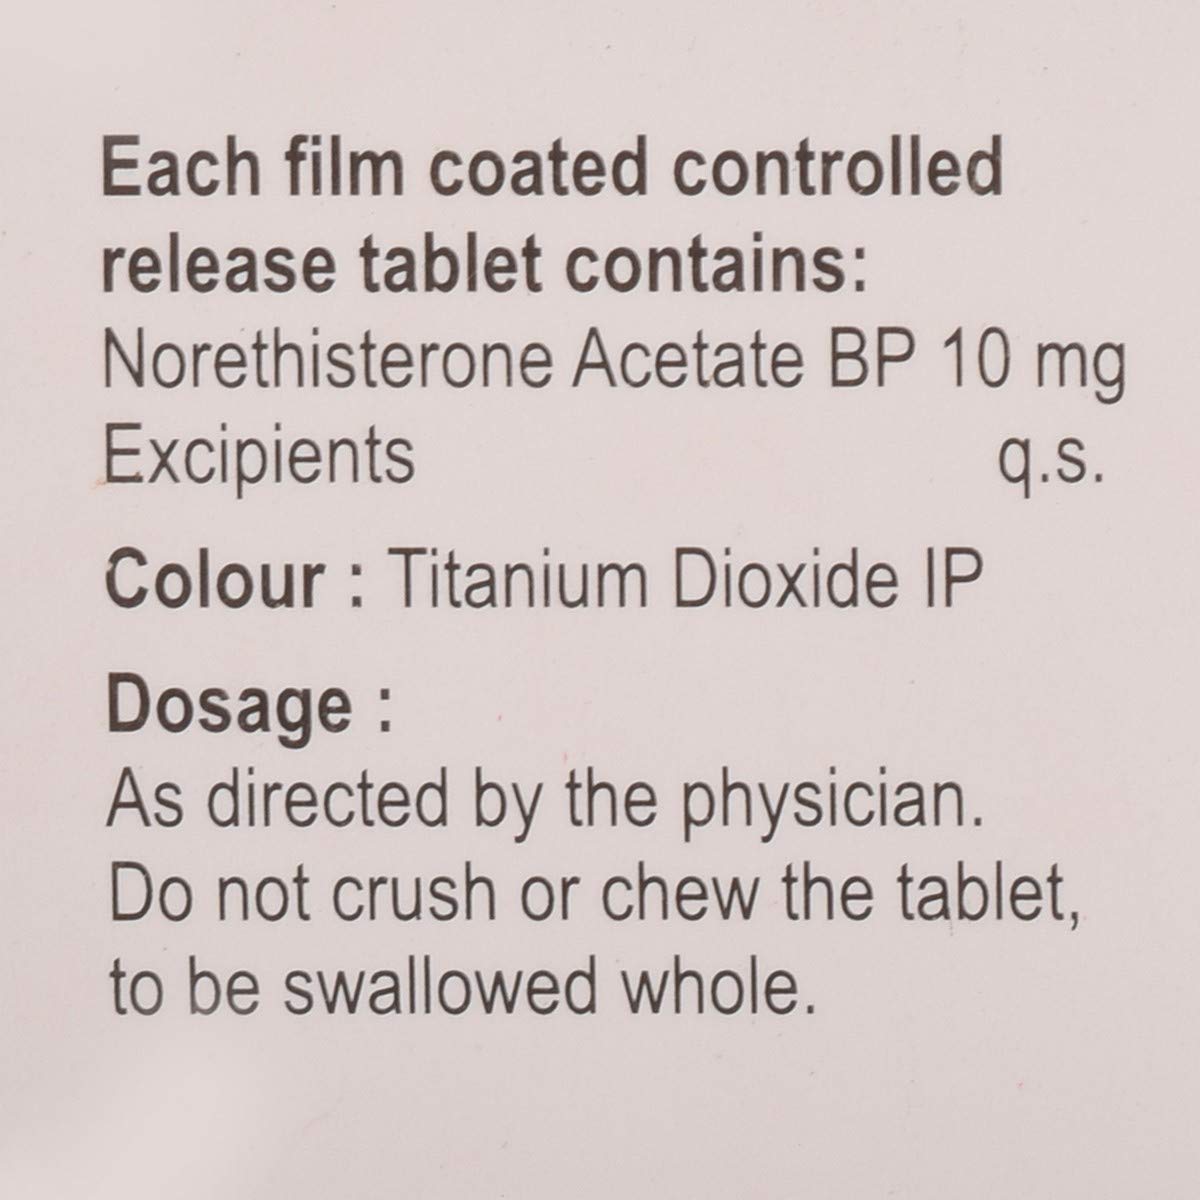 Each film coated controlled
release tablet contains:
Norethisterone Acetate BP 10 mg
Excipients q.s.
Colour : Titanium Dioxide IP
Dosage :
As directed by the physician.
Do not crush or chew the tablet,
to be swallowed whole.